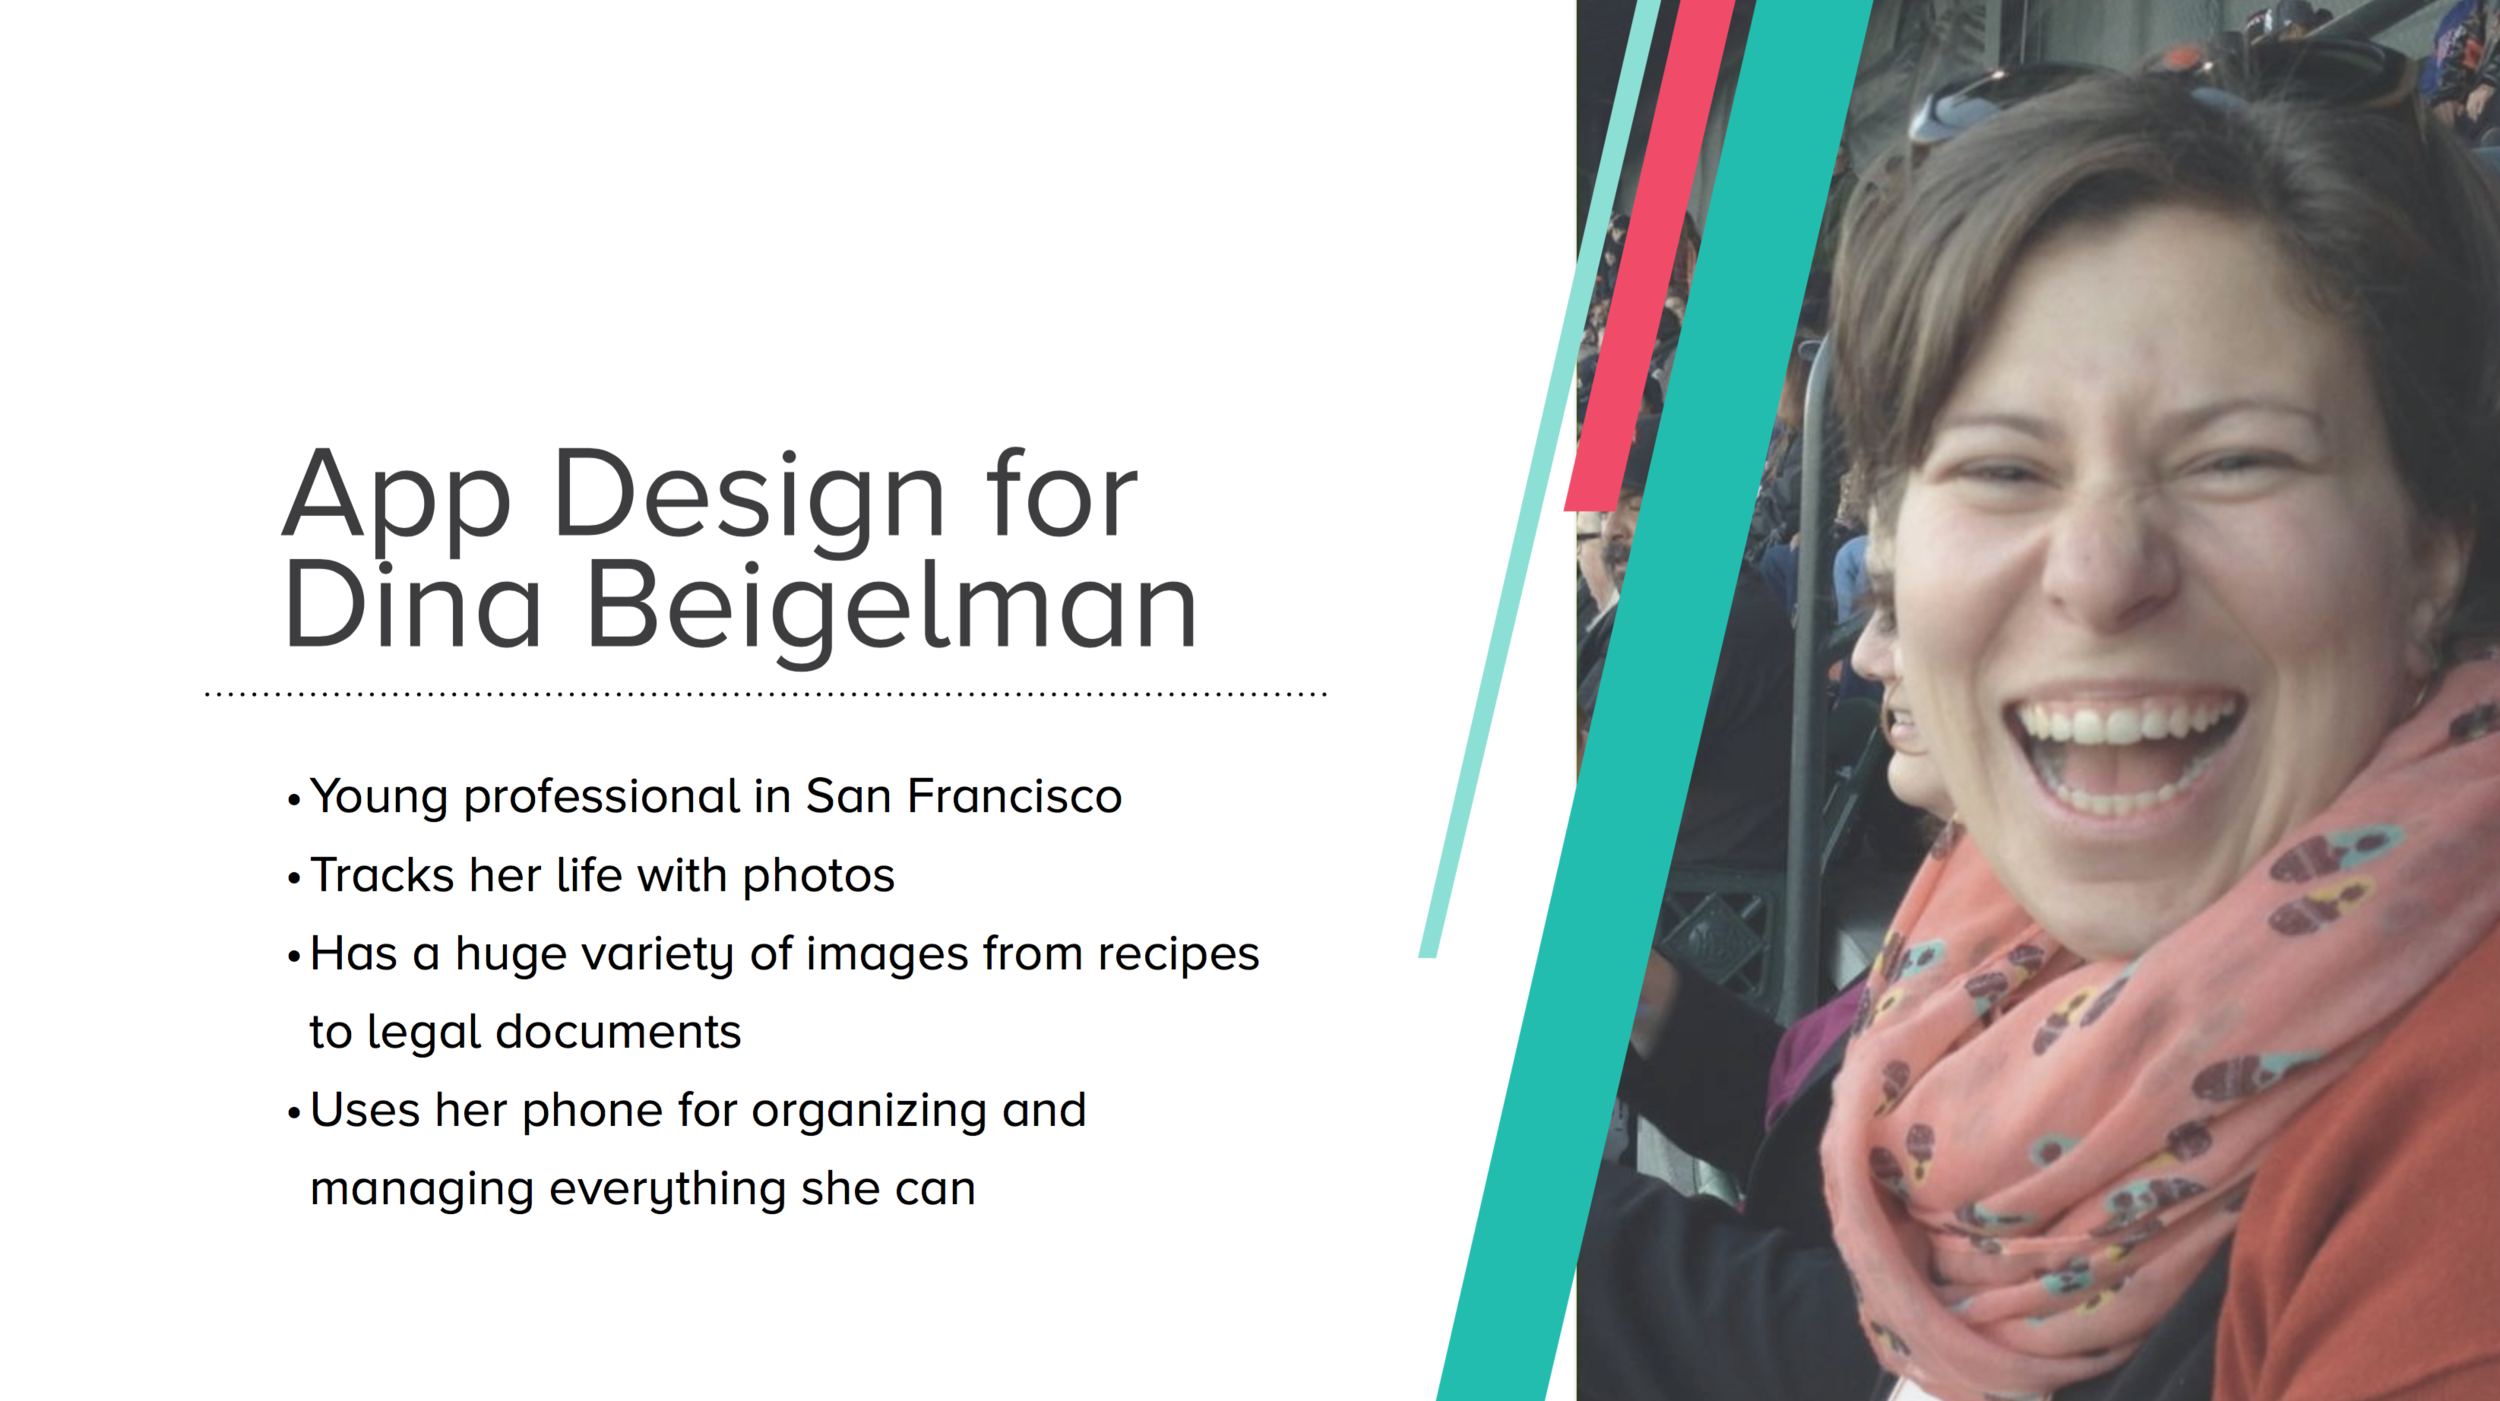 App Design for
Dina Beigelman
• Young professional in San Francisco
• Tracks her life with photos
• Has a huge variety of images from recipes
to legal documents
• Uses her phone for organizing and
managing everything she can